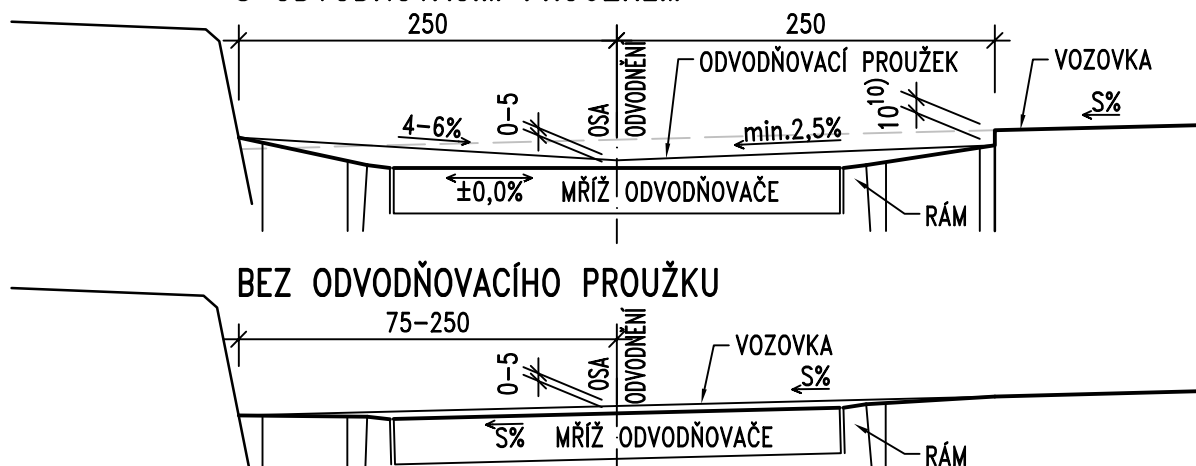 250
250
OSA
ODVODNĚNÍ
ODVODŇOVACÍ PROUŽEK
VOZOVKA
0-5
10¹⁰⁾
S%
4-6%
min.2,5%
±0,0%
MŘÍŽ ODVODŇOVAČE
RÁM
BEZ ODVODŇOVACÍHO PROUŽKU
75-250
OSA
ODVODNĚNÍ
VOZOVKA
0-5
S%
S%
MŘÍŽ ODVODŇOVAČE
RÁM